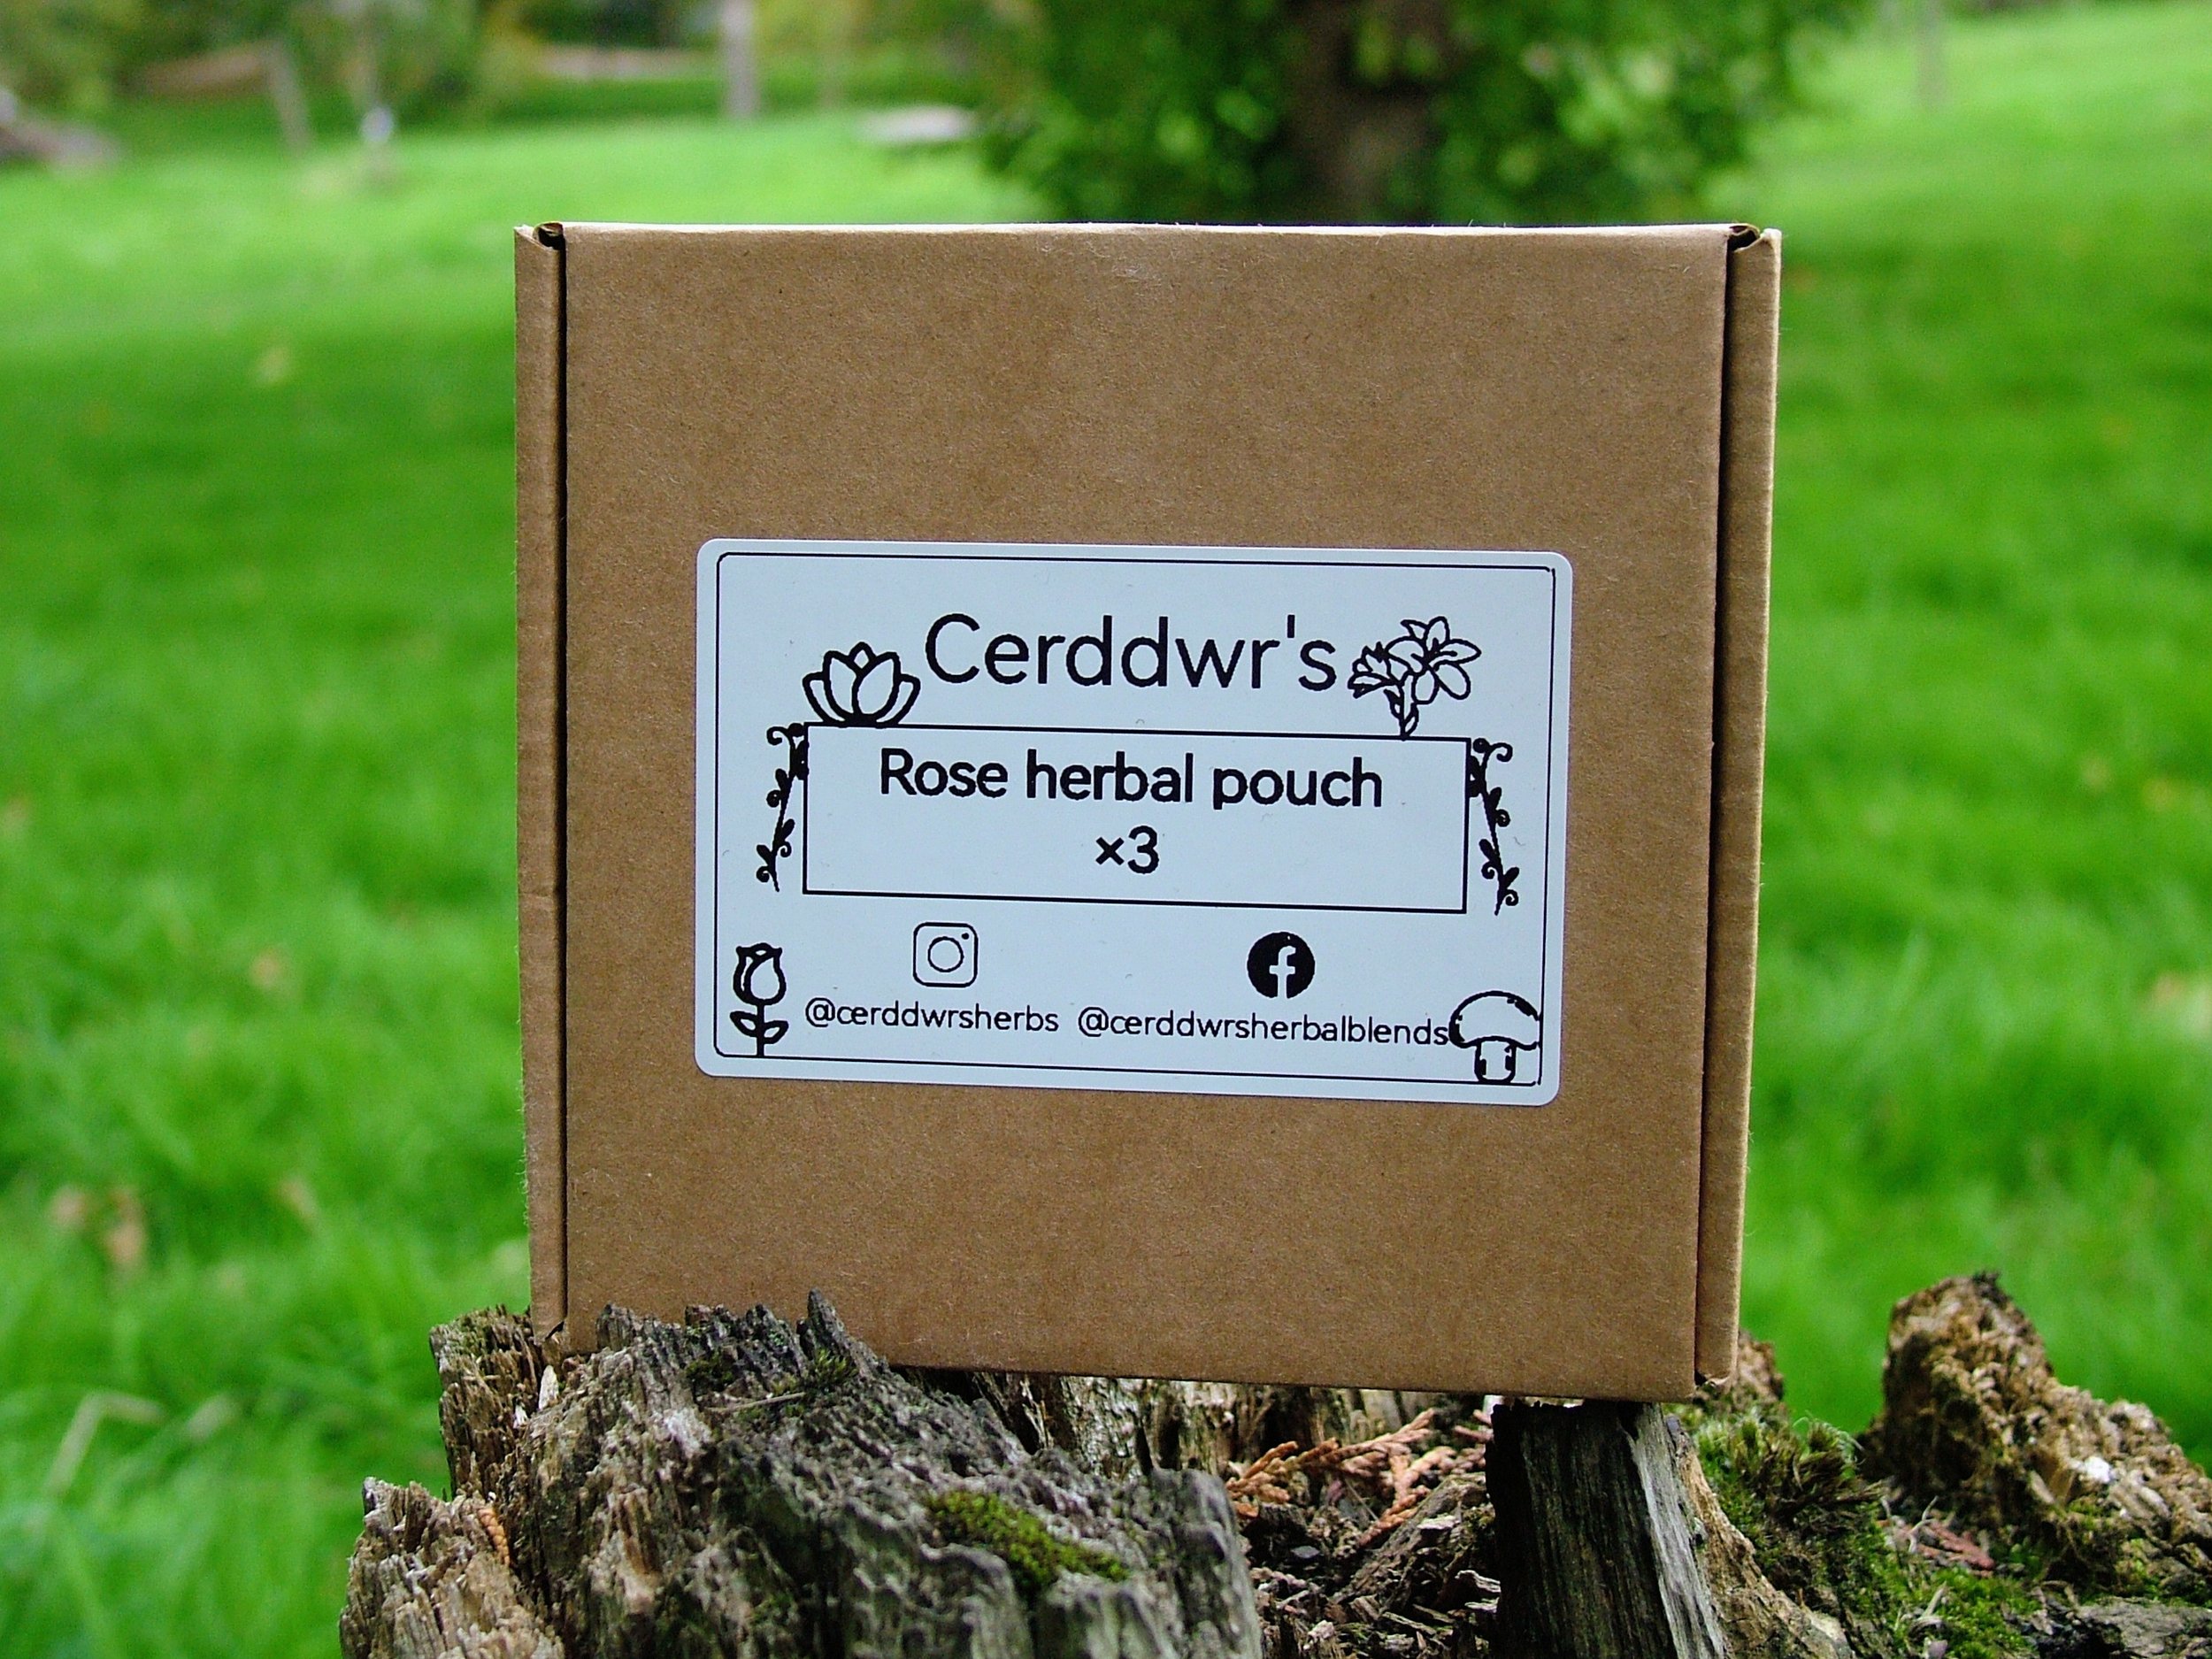 Cerddwr's
Rose herbal pouch
×3
@cerddwrsherbs @cerddwrsherbalblends